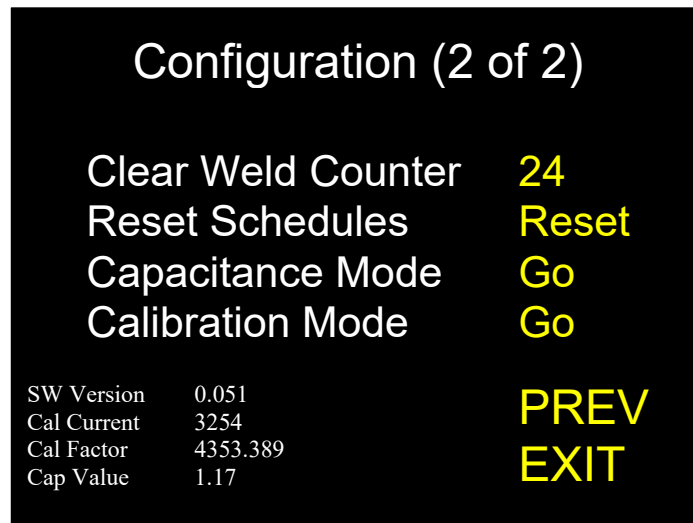 Configuration (2 of 2)
Clear Weld Counter 24
Reset Schedules Reset
Capacitance Mode Go
Calibration Mode Go
SW Version 0.051
Cal Current 3254
Cal Factor 4353.389
Cap Value 1.17
PREV
EXIT